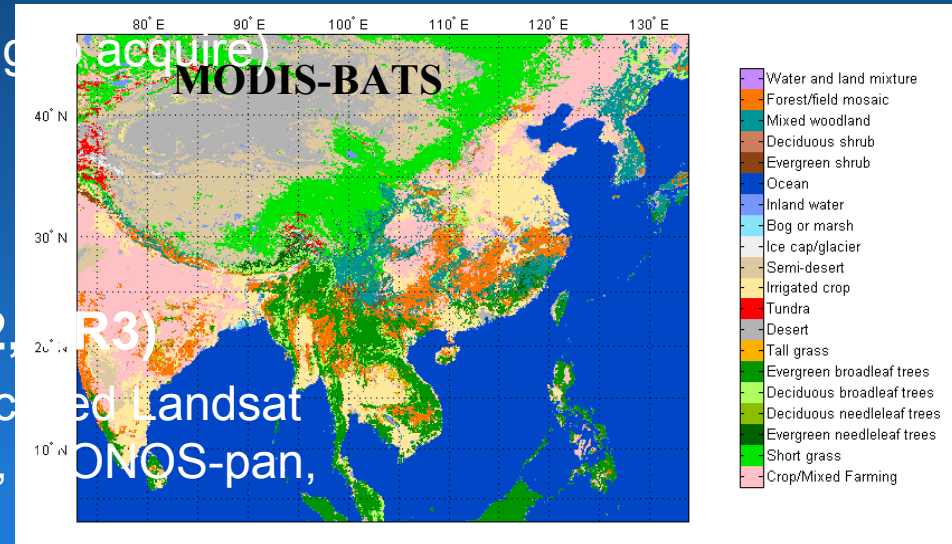 80° E 90° E 100° E 110° E 120° E 130° E
acquire)
MODIS-BATS
40° N
30° N
R3)
Landsat
10° N
ONOS-pan,
Water and land mixture
Forest/field mosaic
Mixed woodland
Deciduous shrub
Evergreen shrub
Ocean
Inland water
Bog or marsh
Ice cap/glacier
Semi-desert
Irrigated crop
Tundra
Desert
Tall grass
Evergreen broadleaf trees
Deciduous broadleaf trees
Deciduous needleleaf trees
Evergreen needleleaf trees
Short grass
Crop/Mixed Farming